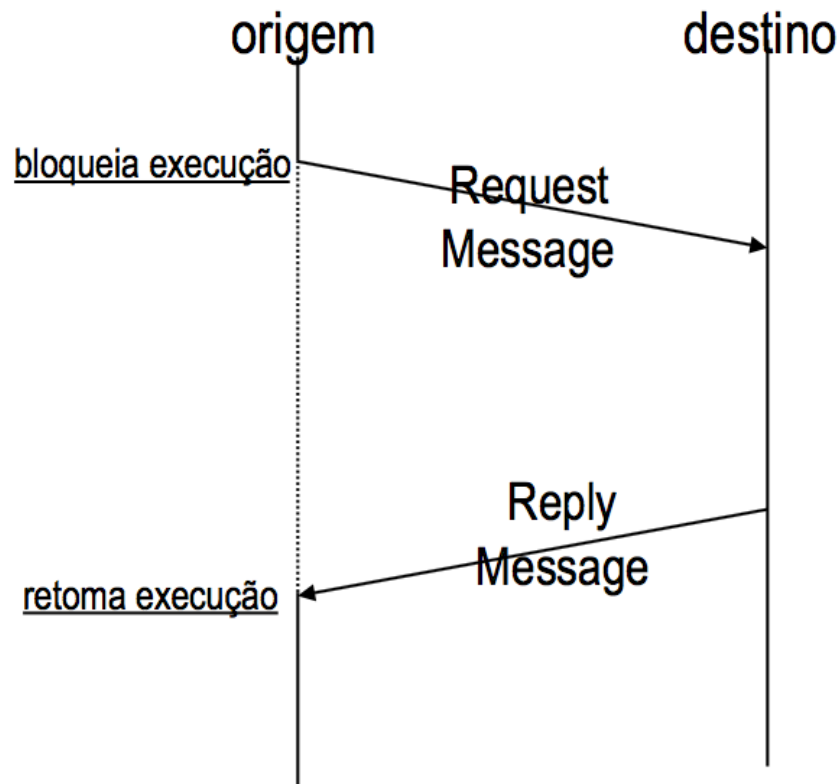 origem
destino
bloqueia execução
Request
Message
Reply
Message
retoma execução